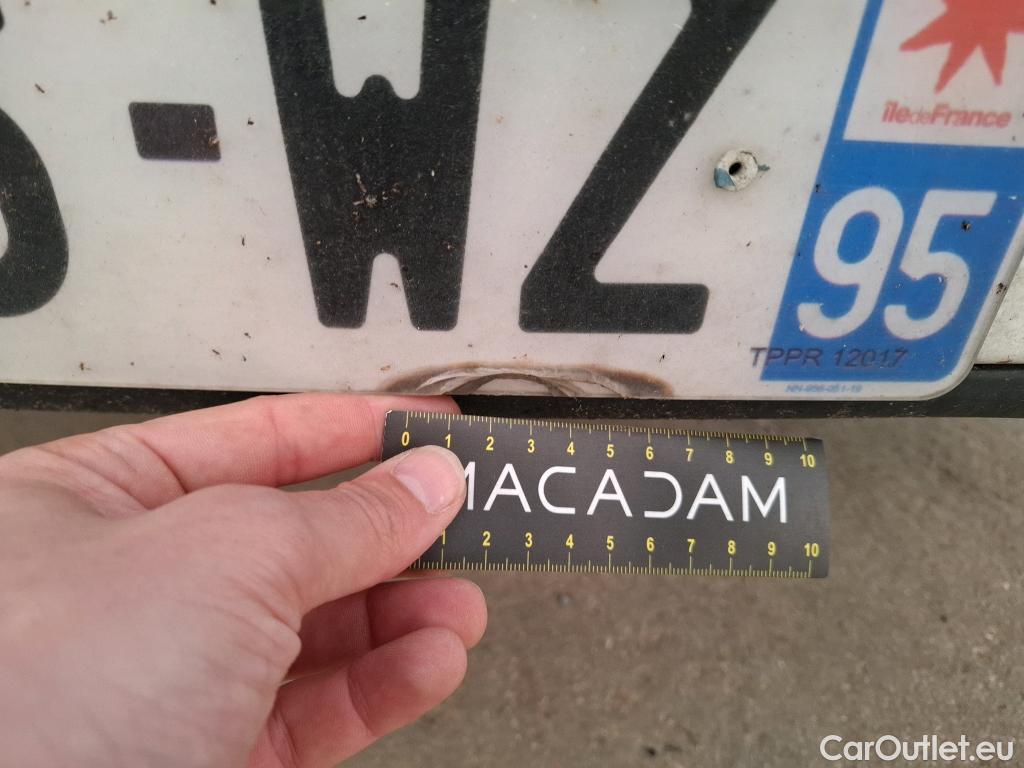 -WZ
îledeFrance
95
TPPR 12017
0 1 2 3 4 5 6 7 8 9 10
MACADAM
1 2 3 4 5 6 7 8 9 10
CarOutlet.eu